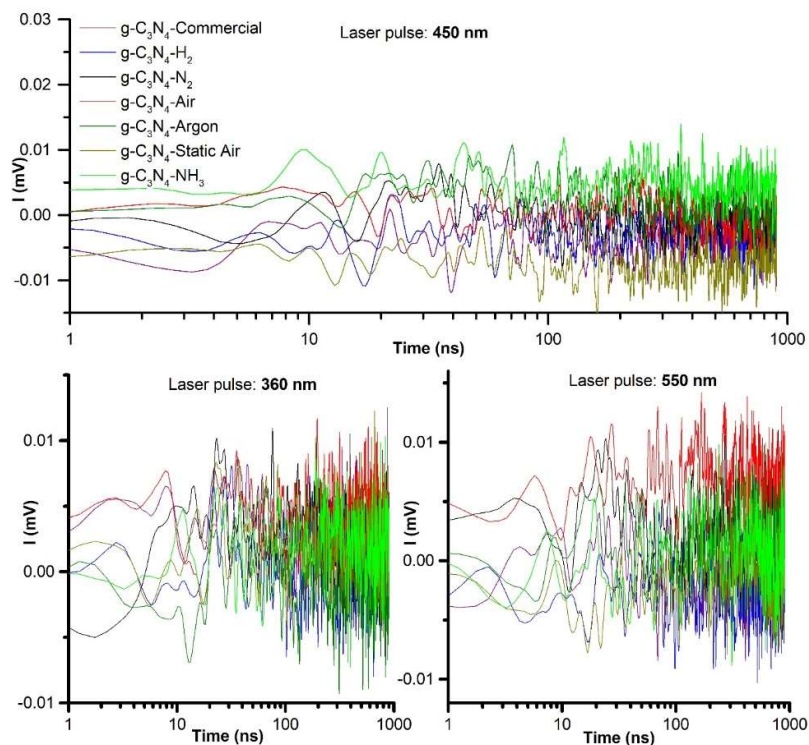 Laser pulse: 450 nm
g-C₃N₄-Commercial
g-C₃N₄-H₂
g-C₃N₄-N₂
g-C₃N₄-Air
g-C₃N₄-Argon
g-C₃N₄-Static Air
g-C₃N₄-NH₃
I (mV)
0.03
0.02
0.01
0.00
-0.01
1 10 100 1000
Time (ns)
Laser pulse: 360 nm
I (mV)
0.01
0.00
-0.01
1 10 100 1000
Time (ns)
Laser pulse: 550 nm
I (mV)
0.01
0.00
-0.01
1 10 100 1000
Time (ns)